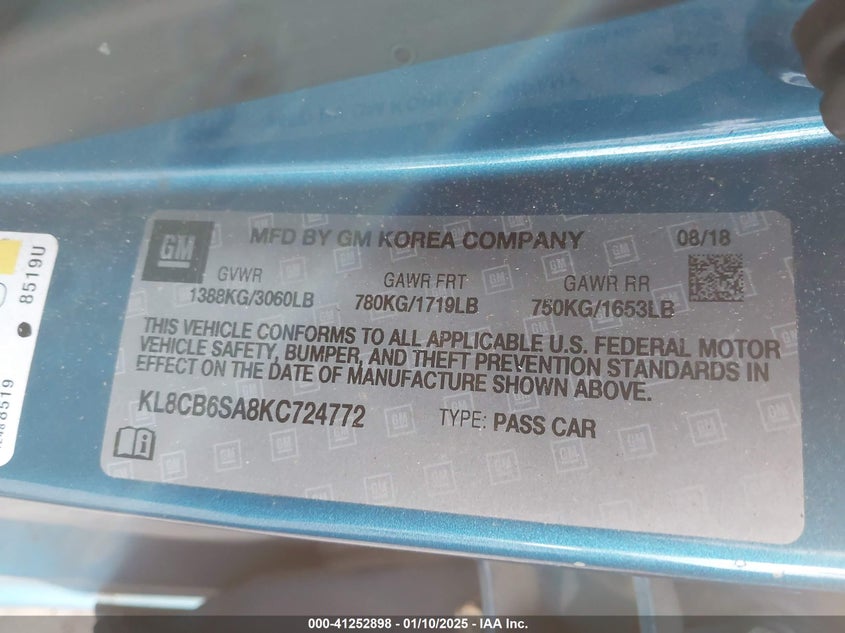 GM
MFD BY GM KOREA COMPANY
08/18
GVWR
GAWR FRT
GAWR RR
1388KG/3060LB
780KG/1719LB
750KG/1653LB
THIS VEHICLE CONFORMS TO ALL APPLICABLE U.S. FEDERAL MOTOR
VEHICLE SAFETY, BUMPER, AND THEFT PREVENTION STANDARDS IN
EFFECT ON THE DATE OF MANUFACTURE SHOWN ABOVE.
KL8CB6SA8KC724772
TYPE: PASS CAR
8519U
000-41252898 - 01/10/2025 - IAA Inc.